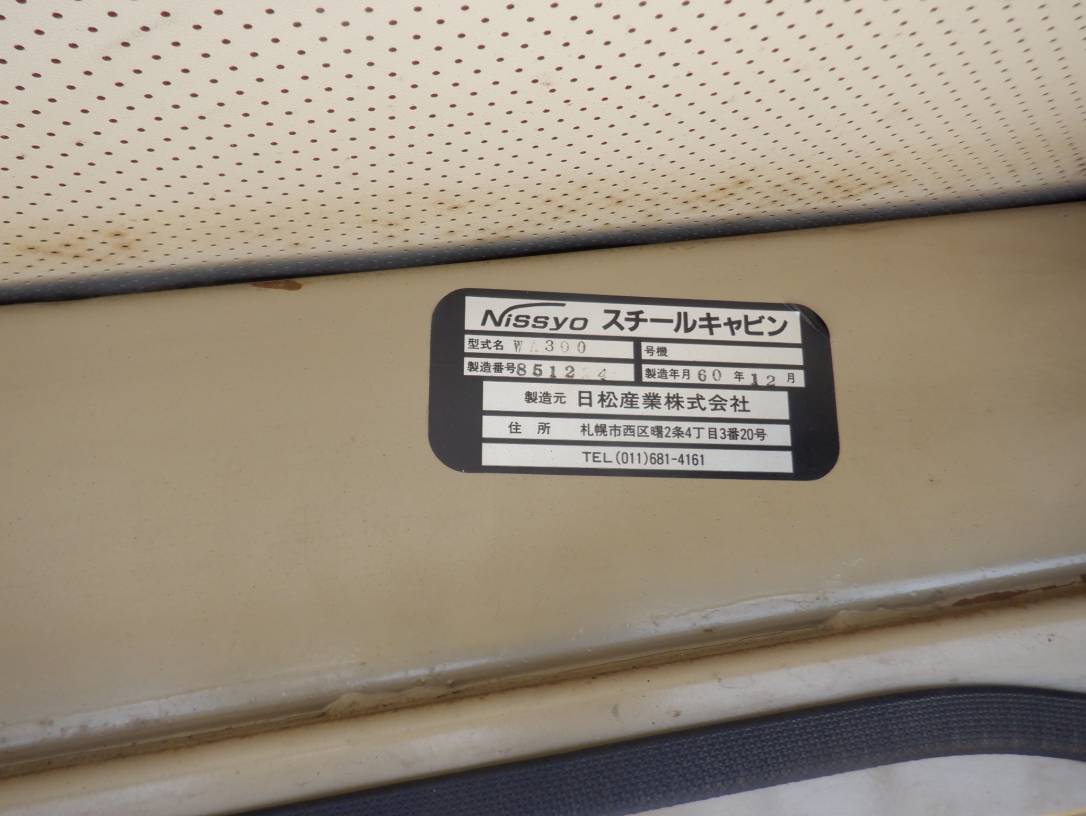 Nissyo スチールキャビン
型式名 WA300 号機
製造番号 製造年月 60 年 12 月
製造元 日松産業株式会社
住 所 札幌市西区曙2条4丁目3番20号
TEL (011)681-4161